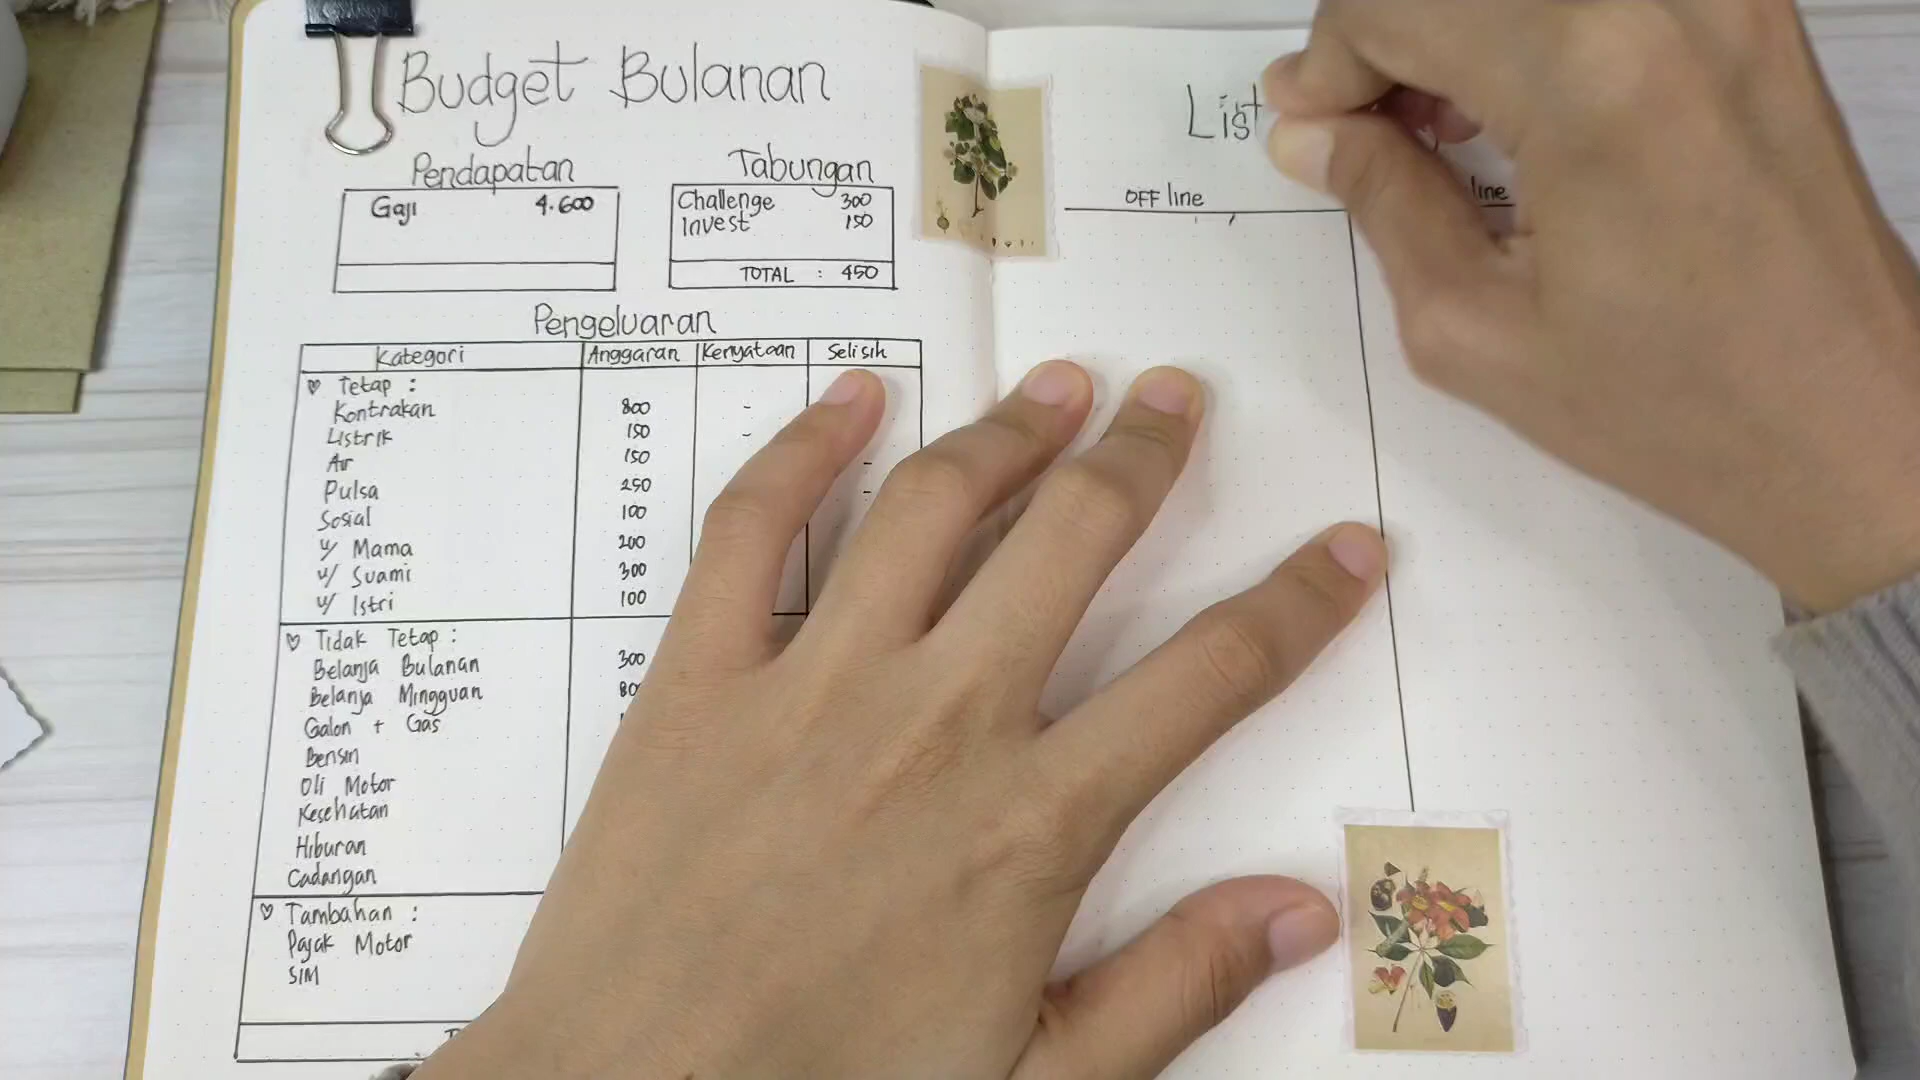 Budget Bulanan
Pendapatan
Gaji 4.600
Tabungan
Challenge 300
Invest 150
TOTAL : 450
Pengeluaran
Kategori Anggaran Kenyataan Selisih
♡ Tetap :
Kontrakan 800 -
Listrik 150 -
Air 150 -
Pulsa 250 -
Sosial 100
u/ Mama 200
u/ Suami 300
u/ Istri 100
♡ Tidak Tetap :
Belanja Bulanan 300
Belanja Mingguan
Galon + Gas
Bensin
Oli Motor
Kesehatan
Hiburan
Cadangan
♡ Tambahan :
Pajak Motor
SIM
List
OFF line
line